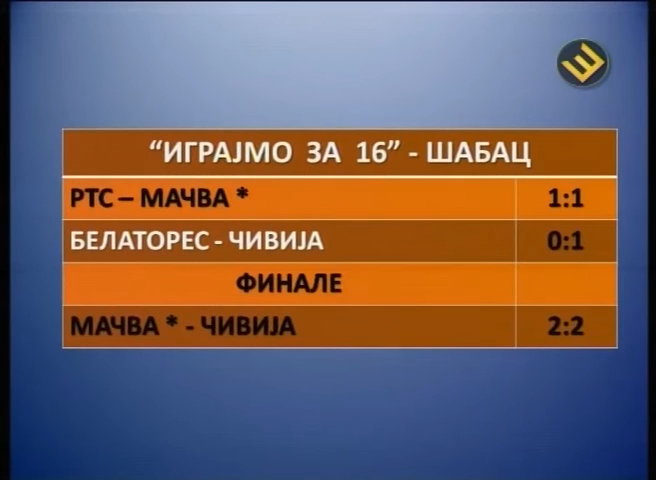 “ИГРАЈМО ЗА 16” - ШАБАЦ
РТС – МАЧВА * 1:1
БЕЛАТОРЕС - ЧИВИЈА 0:1
ФИНАЛЕ
МАЧВА * - ЧИВИЈА 2:2